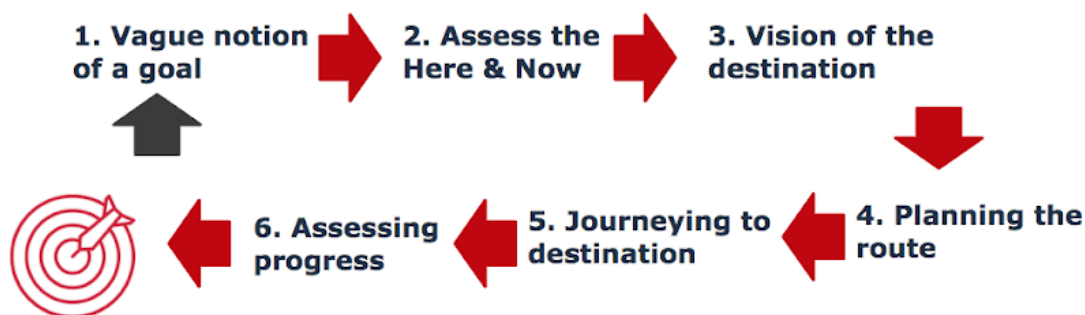 1. Vague notion
of a goal
2. Assess the
Here & Now
3. Vision of the
destination
4. Planning the
route
5. Journeying to
destination
6. Assessing
progress